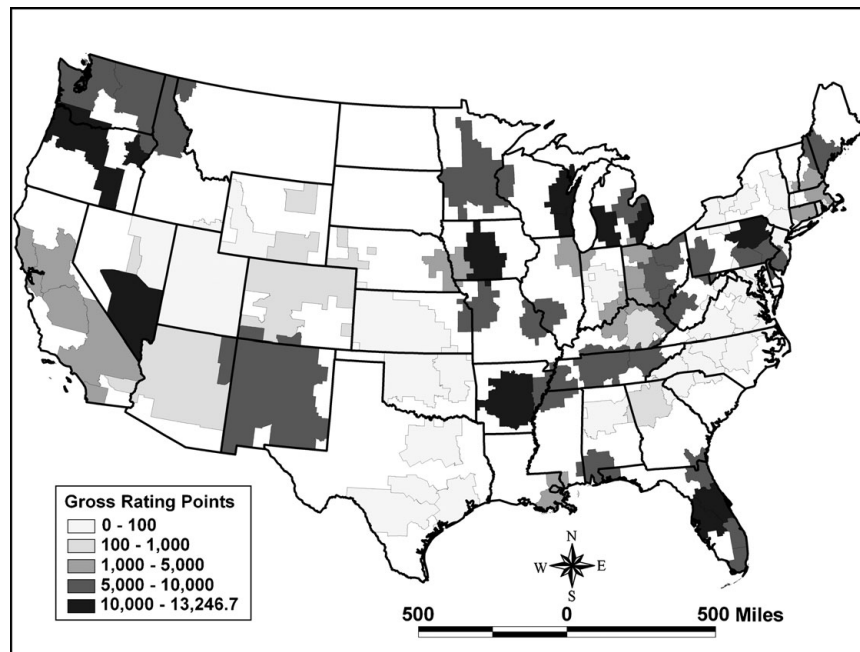 Gross Rating Points
0 - 100
100 - 1,000
1,000 - 5,000
5,000 - 10,000
10,000 - 13,246.7
N
W E
S
500 0 500 Miles